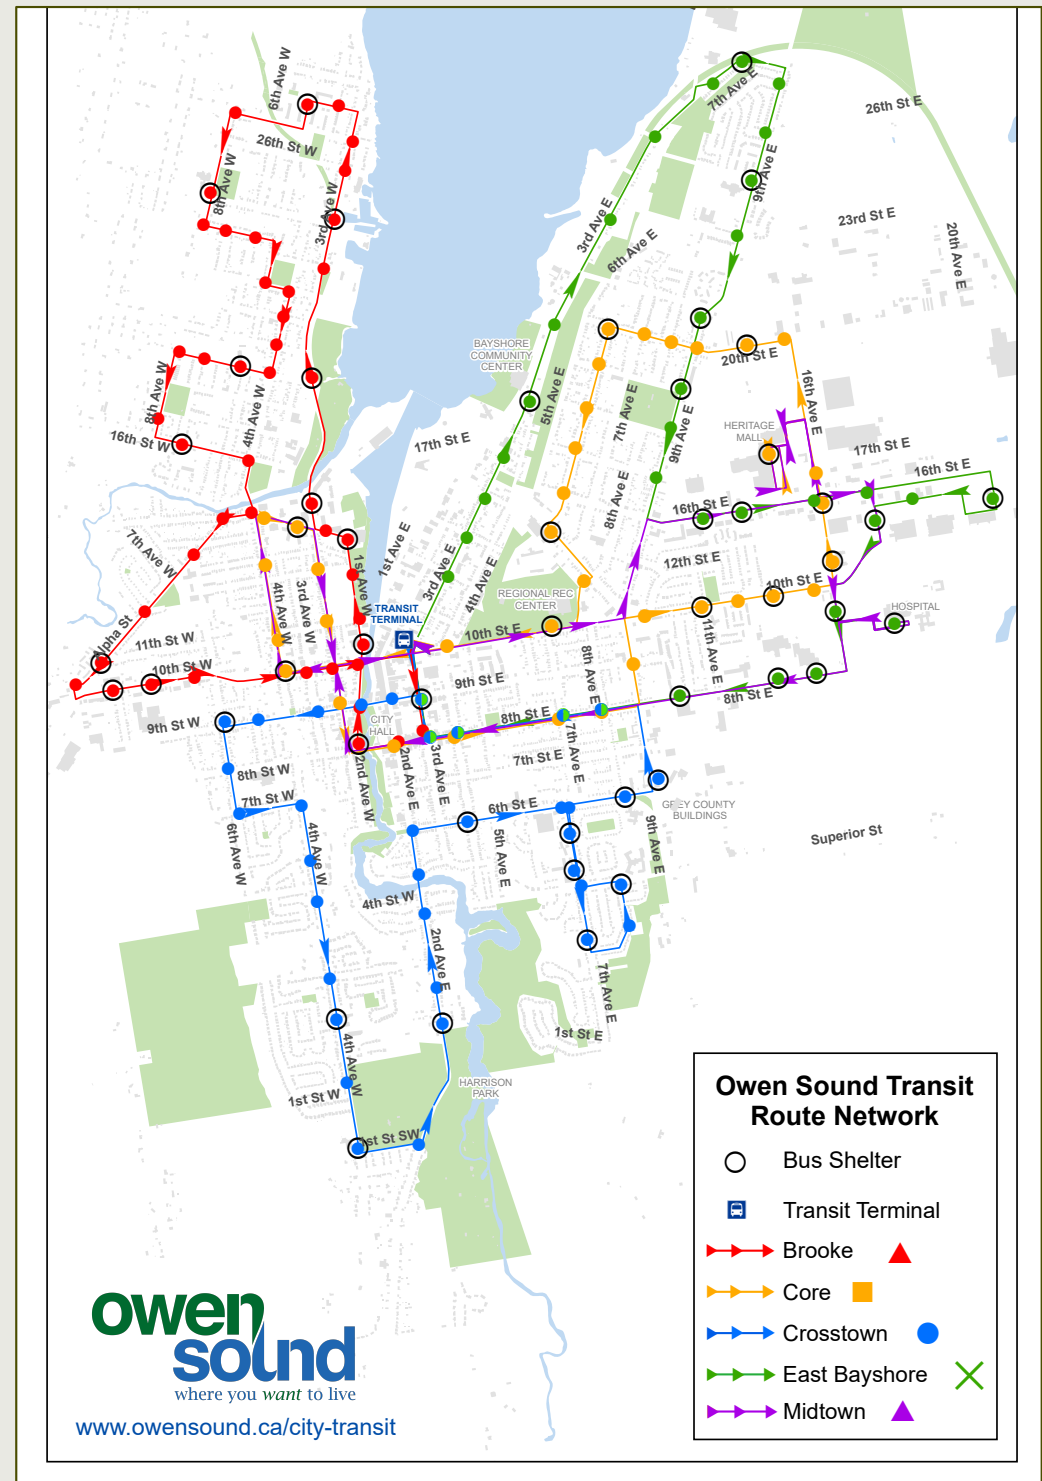 6th Ave W
26th St W
8th Ave W
3rd Ave W
7th Ave E
26th St E
9th Ave E
23rd St E
20th Ave E
3rd Ave E
6th Ave E
BAYSHORE
COMMUNITY
CENTER
20th St E
5th Ave E
7th Ave E
9th Ave E
16th Ave E
8th Ave W
4th Ave W
16th St W
17th St E
HERITAGE
MALL
17th St E
16th St E
8th Ave E
16th St E
7th Ave W
1st Ave E
3rd Ave E
4th Ave E
12th St E
10th St E
1st Ave W
4th Ave W
3rd Ave W
TRANSIT
TERMINAL
REGIONAL REC
CENTER
HOSPITAL
Alpha St
11th St W
10th St W
10th St E
11th Ave E
8th Ave E
9th St E
8th St E
9th St W
CITY
HALL
8th St E
7th Ave E
7th St E
2nd Ave W
2nd Ave E
3rd Ave E
8th St W
7th St W
6th Ave W
4th Ave W
6th St E
5th Ave E
GREY COUNTY
BUILDINGS
9th Ave E
Superior St
4th St W
2nd Ave E
7th Ave E
1st St E
4th Ave W
1st St W
HARRISON
PARK
1st St SW
Owen Sound Transit
Route Network
Bus Shelter
Transit Terminal
Brooke
Core
Crosstown
East Bayshore
Midtown
owen
sound
where you want to live
www.owensound.ca/city-transit